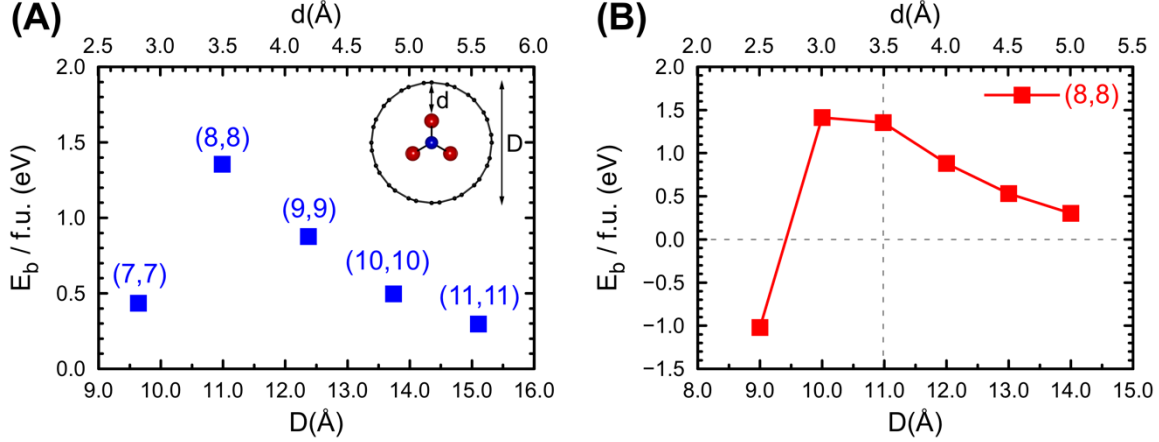 (A)
d(Å)
2.5 3.0 3.5 4.0 4.5 5.0 5.5 6.0
2.0
1.5
1.0
0.5
0.0
E_b / f.u. (eV)
(7,7)
(8,8)
(9,9)
(10,10)
(11,11)
d
D
9.0 10.0 11.0 12.0 13.0 14.0 15.0 16.0
D(Å)
(B)
d(Å)
2.0 2.5 3.0 3.5 4.0 4.5 5.0 5.5
2.0
1.5
1.0
0.5
0.0
−0.5
−1.0
−1.5
E_b / f.u. (eV)
(8,8)
8.0 9.0 10.0 11.0 12.0 13.0 14.0 15.0
D(Å)